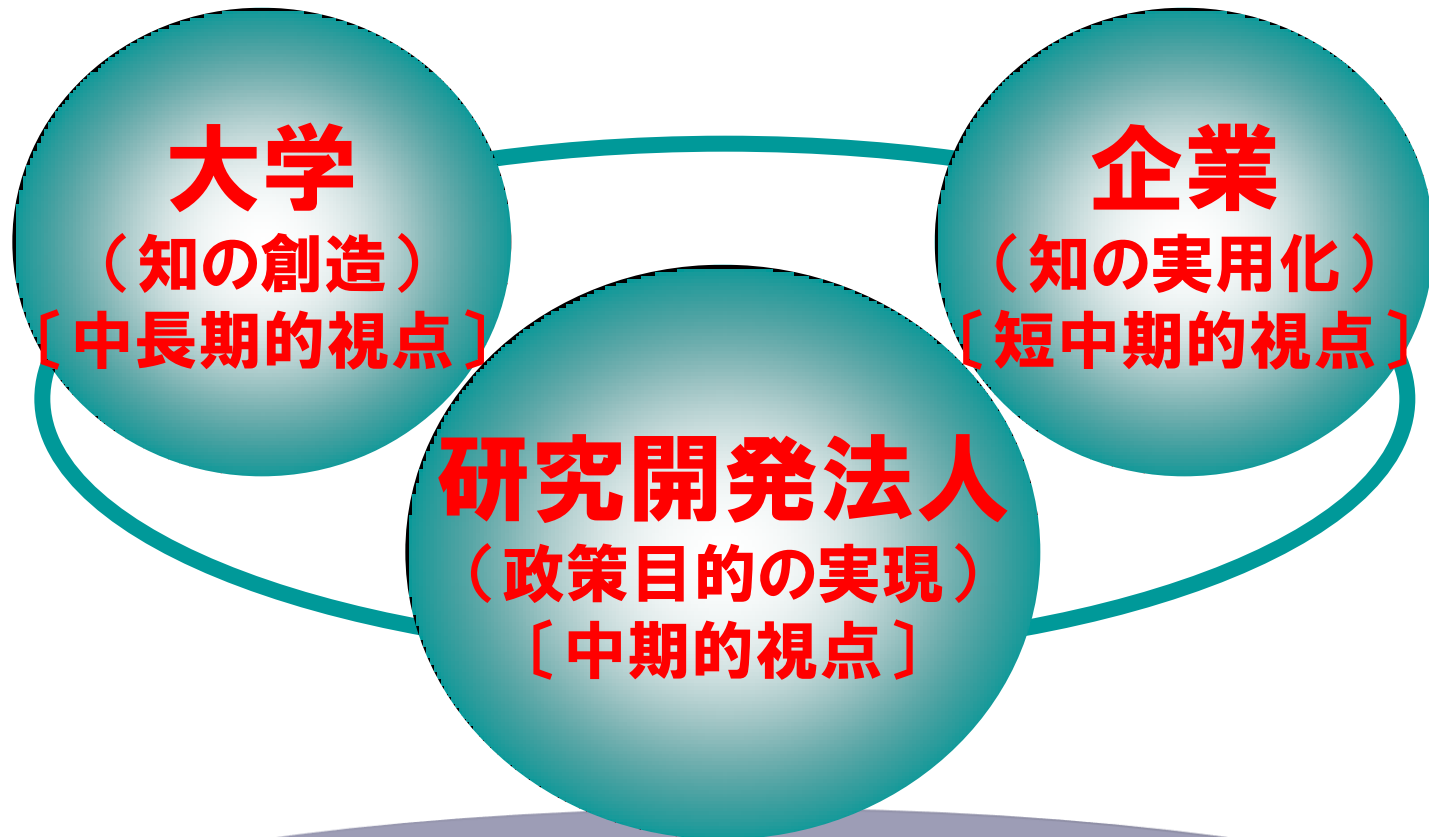 大学
（知の創造）
〔中長期的視点〕
企業
（知の実用化）
〔短中期的視点〕
研究開発法人
（政策目的の実現）
〔中期的視点〕